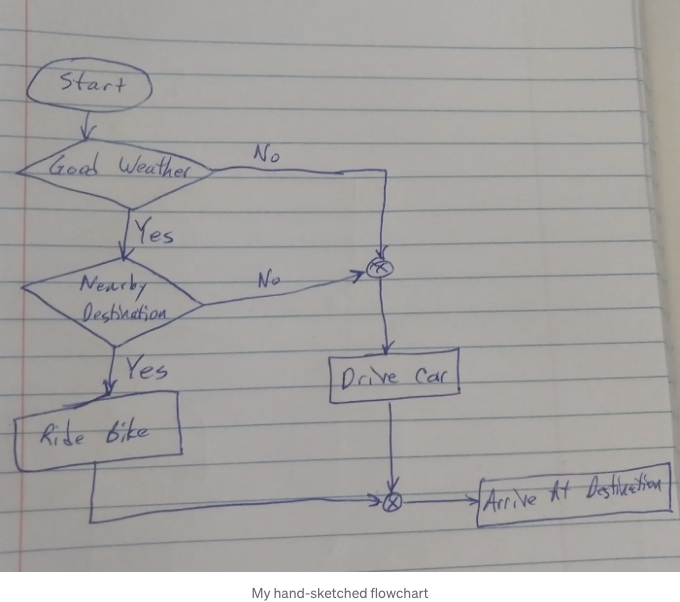 Start
Good Weather
No
Yes
Nearby
Destination
No
Yes
Drive Car
Ride Bike
Arrive At Destination
My hand-sketched flowchart